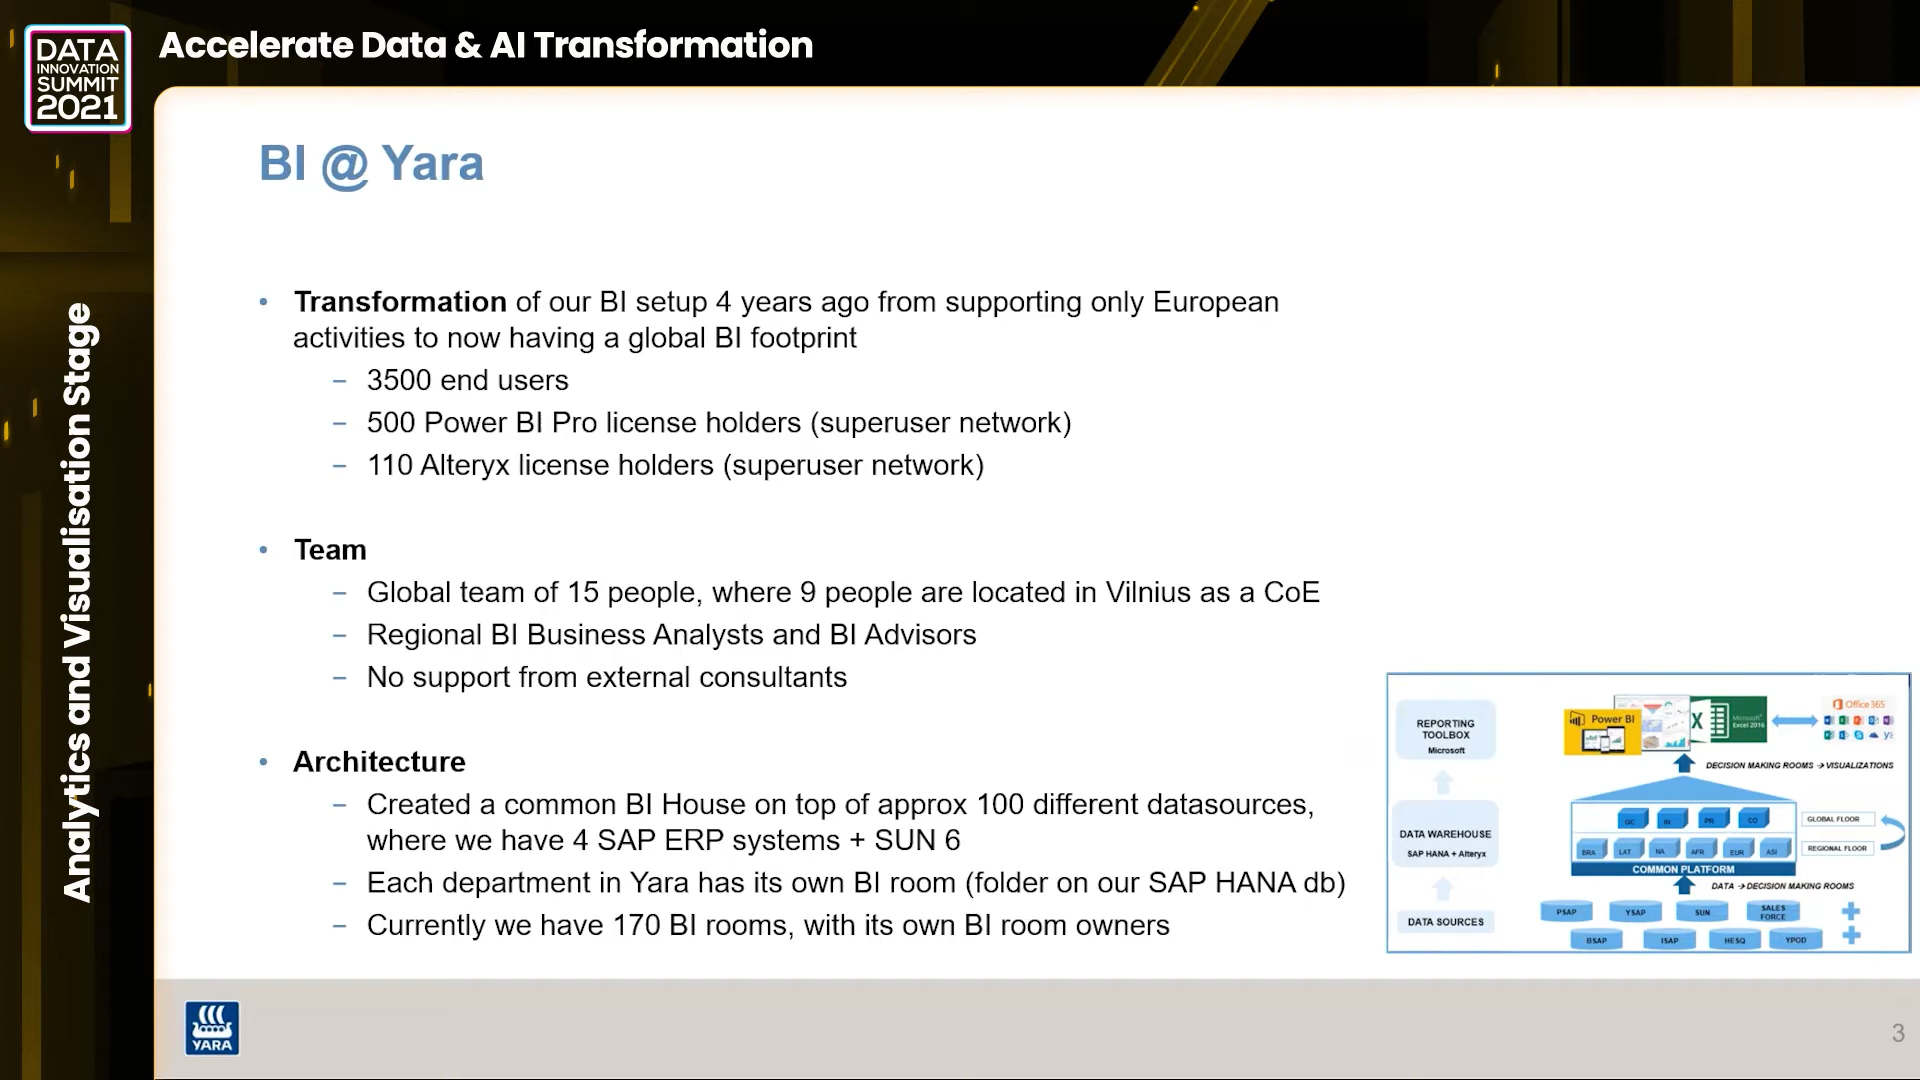 DATA
INNOVATION
SUMMIT
2021
Accelerate Data & AI Transformation
Analytics and Visualisation Stage
BI @ Yara
• Transformation of our BI setup 4 years ago from supporting only European
activities to now having a global BI footprint
– 3500 end users
– 500 Power BI Pro license holders (superuser network)
– 110 Alteryx license holders (superuser network)
• Team
– Global team of 15 people, where 9 people are located in Vilnius as a CoE
– Regional BI Business Analysts and BI Advisors
– No support from external consultants
• Architecture
– Created a common BI House on top of approx 100 different datasources,
where we have 4 SAP ERP systems + SUN 6
– Each department in Yara has its own BI room (folder on our SAP HANA db)
– Currently we have 170 BI rooms, with its own BI room owners
REPORTING
TOOLBOX
Microsoft
DATA WAREHOUSE
SAP HANA + Alteryx
DATA SOURCES
Power BI
Microsoft
Excel 2016
Office 365
DECISION MAKING ROOMS → VISUALIZATIONS
GC IN PR CO
GLOBAL FLOOR
BRA LAT NA AFR EUR ASI
REGIONAL FLOOR
COMMON PLATFORM
DATA → DECISION MAKING ROOMS
PSAP YSAP SUN SALES
FORCE
BSAP ISAP HESQ YPOD
YARA
3